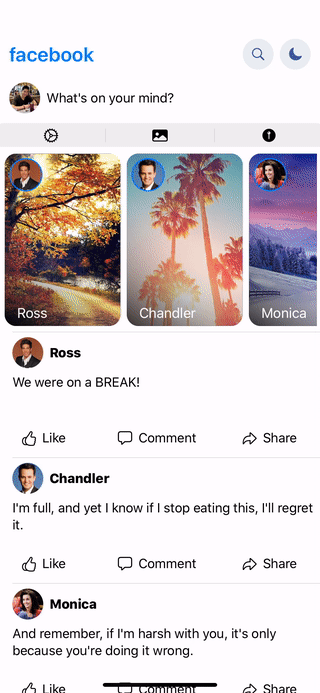 facebook
What's on your mind?
Ross
Chandler
Monica
Ross
We were on a BREAK!
Like
Comment
Share
Chandler
I'm full, and yet I know if I stop eating this, I'll regret
it.
Like
Comment
Share
Monica
And remember, if I'm harsh with you, it's only
because you're doing it wrong.
Like
Comment
Share